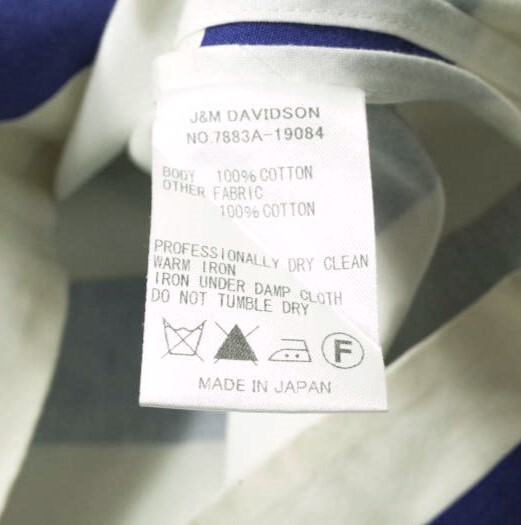 J&M DAVIDSON
NO.7883A-19084
BODY 100% COTTON
OTHER FABRIC
100% COTTON
PROFESSIONALLY DRY CLEAN
WARM IRON
IRON UNDER DAMP CLOTH
DO NOT TUMBLE DRY
F
MADE IN JAPAN